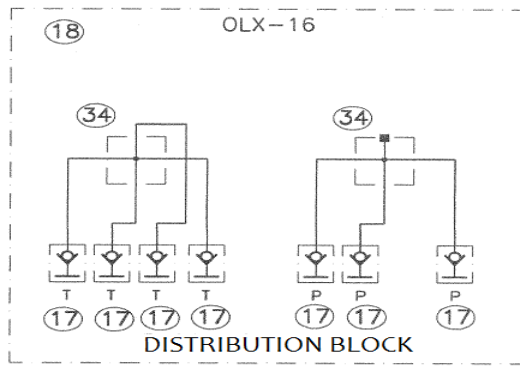 18 OLX-16
34 34
T T T T P P P
17 17 17 17 17 17 17
DISTRIBUTION BLOCK